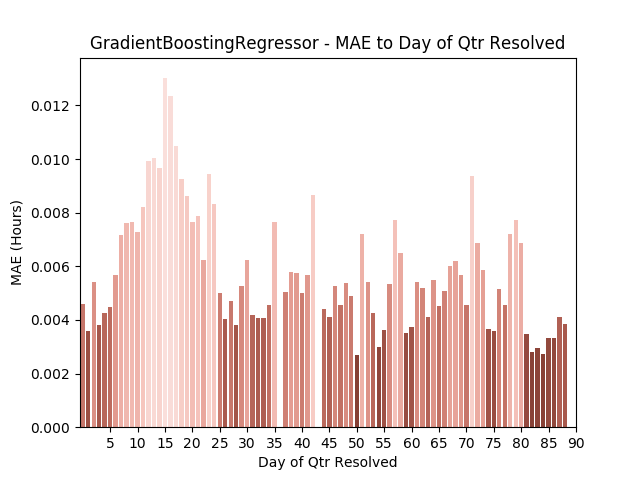 GradientBoostingRegressor - MAE to Day of Qtr Resolved
MAE (Hours)
0.012
0.010
0.008
0.006
0.004
0.002
0.000
5 10 15 20 25 30 35 40 45 50 55 60 65 70 75 80 85 90
Day of Qtr Resolved